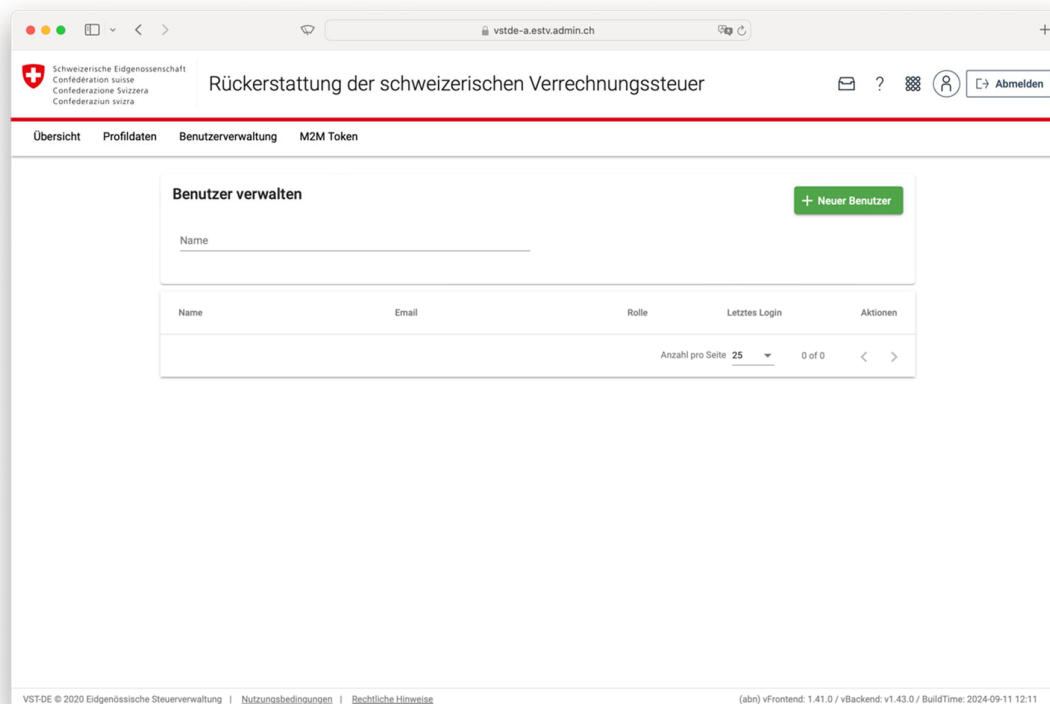 vstde-a.estv.admin.ch
Schweizerische Eidgenossenschaft
Confédération suisse
Confederazione Svizzera
Confederaziun svizra
Rückerstattung der schweizerischen Verrechnungssteuer
?
Abmelden
Übersicht Profildaten Benutzerverwaltung M2M Token
Benutzer verwalten
+ Neuer Benutzer
Name
Name Email Rolle Letztes Login Aktionen
Anzahl pro Seite 25 0 of 0
VST-DE © 2020 Eidgenössische Steuerverwaltung | Nutzungsbedingungen | Rechtliche Hinweise
(abn) vFrontend: 1.41.0 / vBackend: v1.43.0 / BuildTime: 2024-09-11 12:11